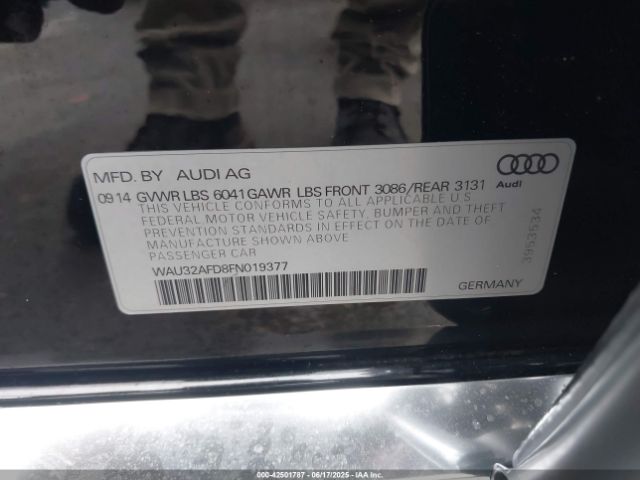 MFD. BY AUDI AG
Audi
09 14 GVWR LBS 6041 GAWR LBS FRONT 3086/REAR 3131
THIS VEHICLE CONFORMS TO ALL APPLICABLE U.S
FEDERAL MOTOR VEHICLE SAFETY, BUMPER AND THEFT
PREVENTION STANDARDS IN EFFECT ON THE DATE OF
MANUFACTURE SHOWN ABOVE
PASSENGER CAR
WAU32AFD8FN019377
3953534
GERMANY
000-42501787 - 06/17/2025 - IAAI.COM